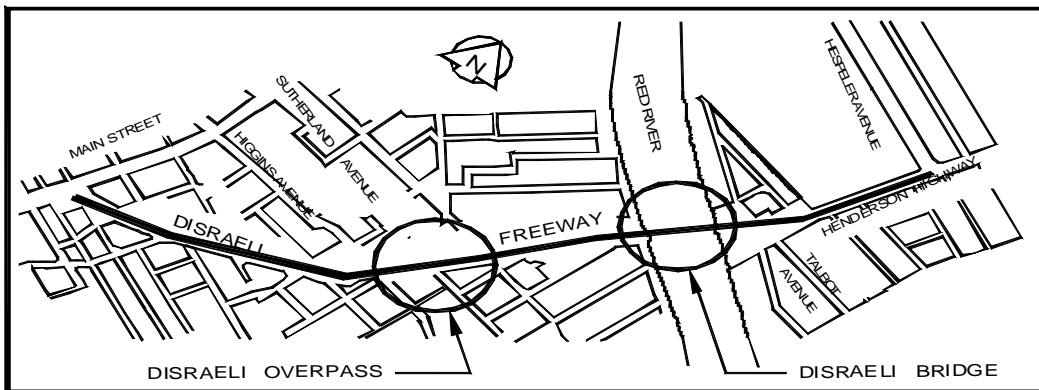 MAIN STREET
SUTHERLAND
AVENUE
HIGGINS AVENUE
N
RED RIVER
HESPELER AVENUE
DISRAELI
FREEWAY
HENDERSON HIGHWAY
TALBOT
AVENUE
DISRAELI OVERPASS
DISRAELI BRIDGE